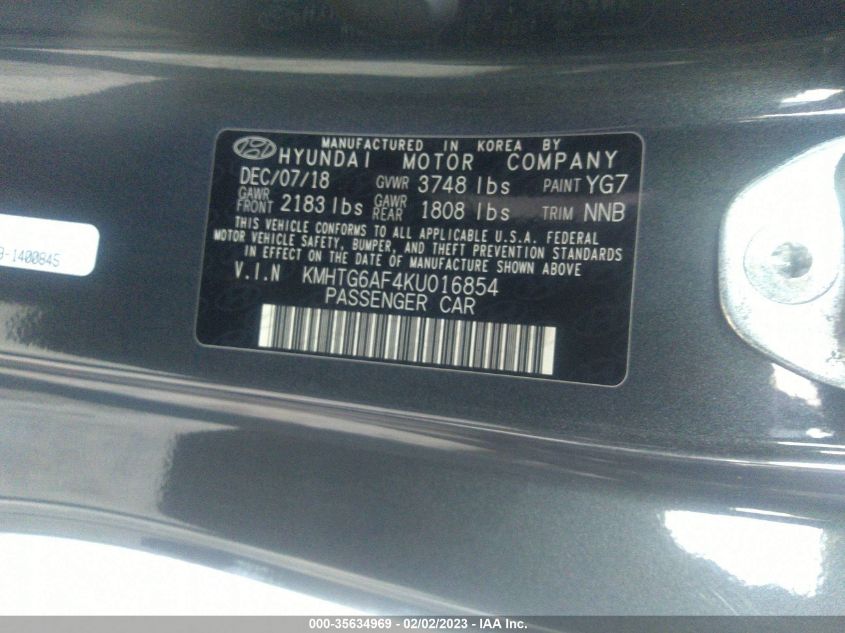 MANUFACTURED IN KOREA BY
HYUNDAI MOTOR COMPANY
DEC/07/18 GVWR 3748 lbs PAINT YG7
GAWR FRONT 2183 lbs GAWR REAR 1808 lbs TRIM NNB
THIS VEHICLE CONFORMS TO ALL APPLICABLE U.S.A. FEDERAL
MOTOR VEHICLE SAFETY, BUMPER, AND THEFT PREVENTION STANDARDS
IN EFFECT ON THE DATE OF MANUFACTURE SHOWN ABOVE
V.I.N KMHTG6AF4KU016854
PASSENGER CAR
-1400845
000-35634969 - 02/02/2023 - IAA Inc.